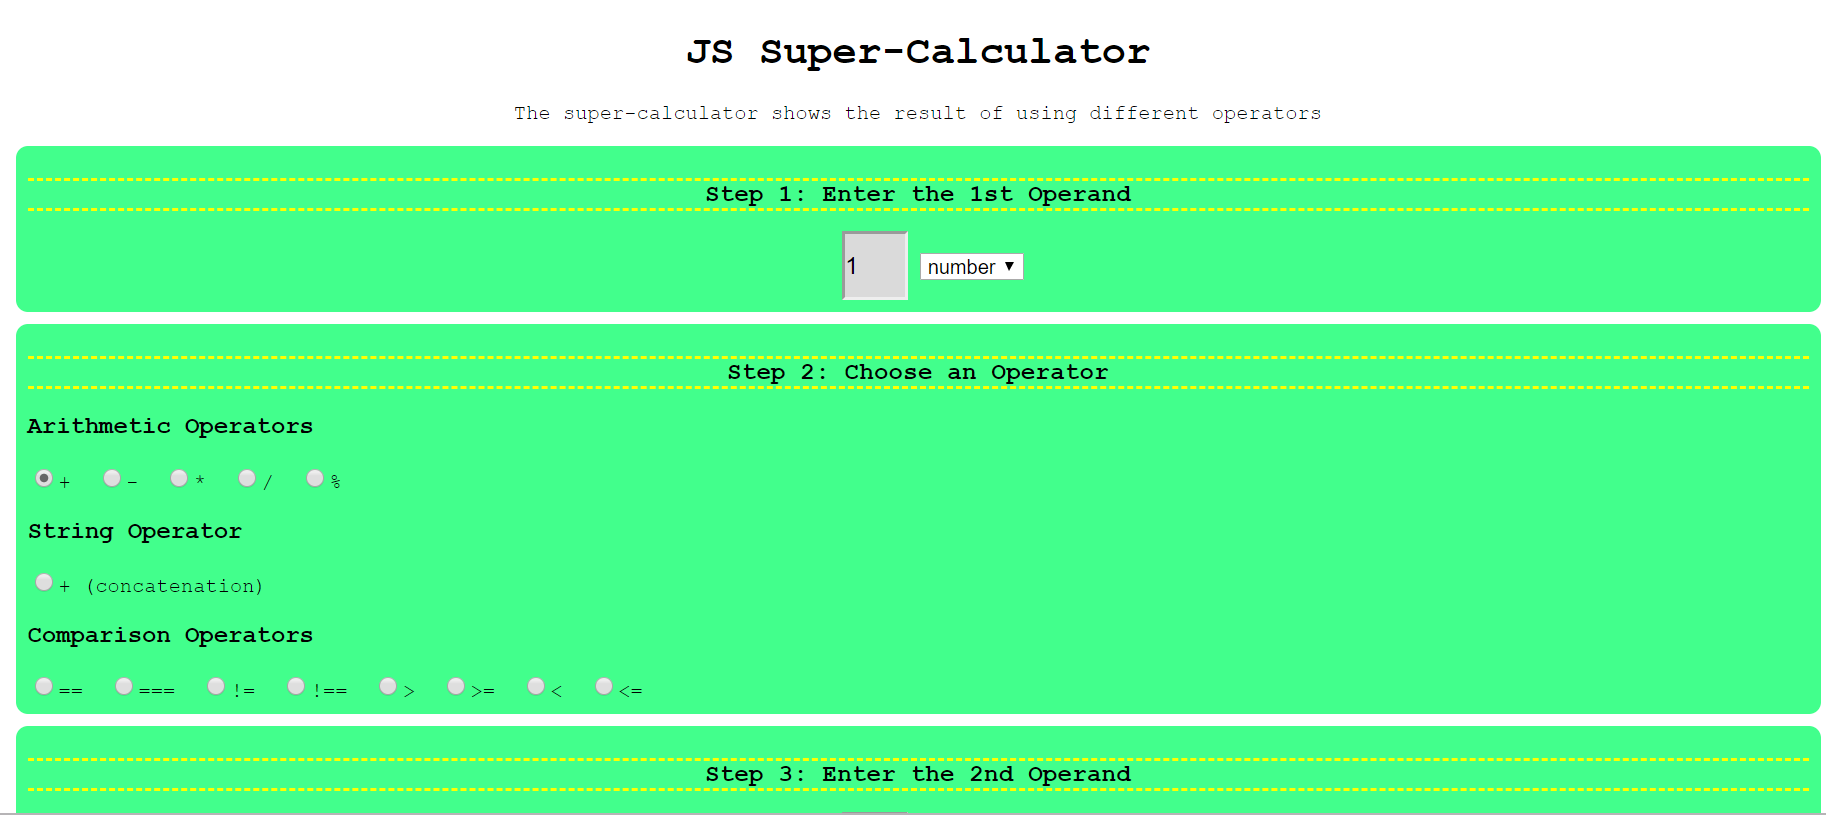 JS Super-Calculator
The super-calculator shows the result of using different operators
Step 1: Enter the 1st Operand
1 number ▼
Step 2: Choose an Operator
Arithmetic Operators
+ - * / %
String Operator
+ (concatenation)
Comparison Operators
== === != !== > >= < <=
Step 3: Enter the 2nd Operand